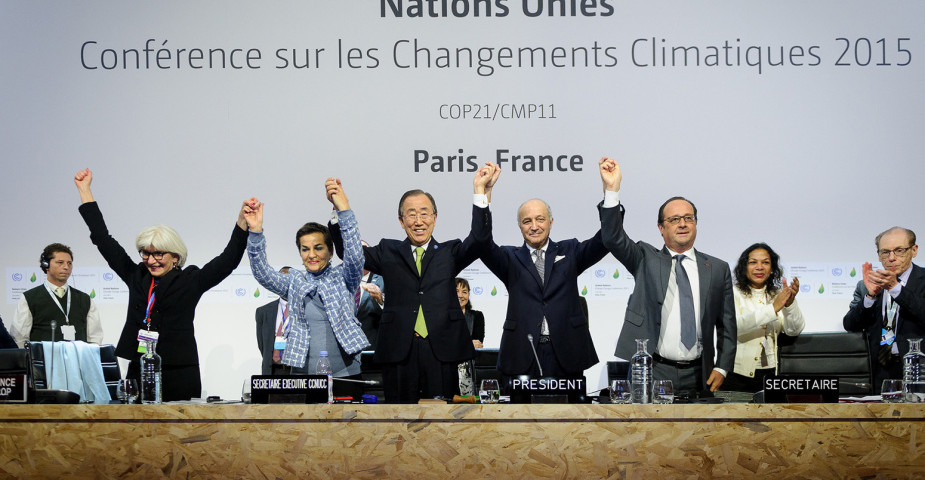 Nations Unies
Conférence sur les Changements Climatiques 2015
COP21/CMP11
Paris, France
SECRETAIRE EXECUTIVE CCNUCC
PRESIDENT
SECRETAIRE